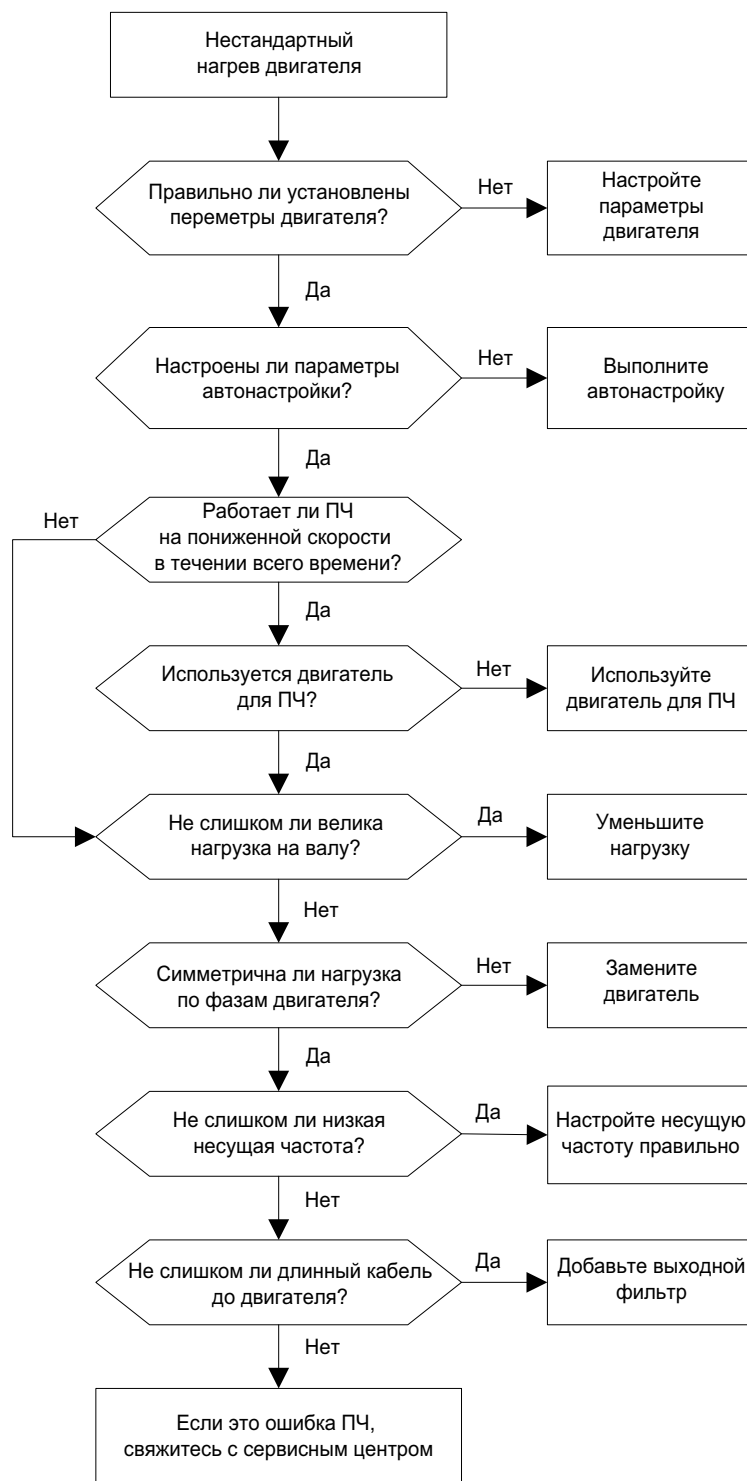 Нестандартный
нагрев двигателя
Правильно ли установлены
переметры двигателя?
Нет
Настройте
параметры
двигателя
Да
Настроены ли параметры
автонастройки?
Нет
Выполните
автонастройку
Да
Нет
Работает ли ПЧ
на пониженной скорости
в течении всего времени?
Да
Используется двигатель
для ПЧ?
Нет
Используйте
двигатель для ПЧ
Да
Не слишком ли велика
нагрузка на валу?
Да
Уменьшите
нагрузку
Нет
Симметрична ли нагрузка
по фазам двигателя?
Нет
Замените
двигатель
Да
Не слишком ли низкая
несущая частота?
Да
Настройте несущую
частоту правильно
Нет
Не слишком ли длинный кабель
до двигателя?
Да
Добавьте выходной
фильтр
Нет
Если это ошибка ПЧ,
свяжитесь с сервисным центром